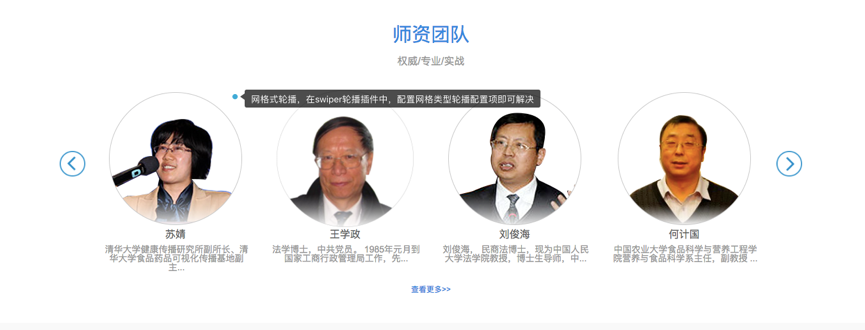 师资团队
权威/专业/实战
网格式轮播，在swiper轮播插件中，配置网格类型轮播配置项即可解决
苏婧
清华大学健康传播研究所副所长、清
华大学食品药品可视化传播基地副
主...
王学政
法学博士，中共党员。1985年元月到
国家工商行政管理局工作，先...
刘俊海
刘俊海， 民商法博士，现为中国人民
大学法学院教授，博士生导师，中...
何计国
中国农业大学食品科学与营养工程学
院营养与食品科学系主任，副教授 ...
查看更多>>